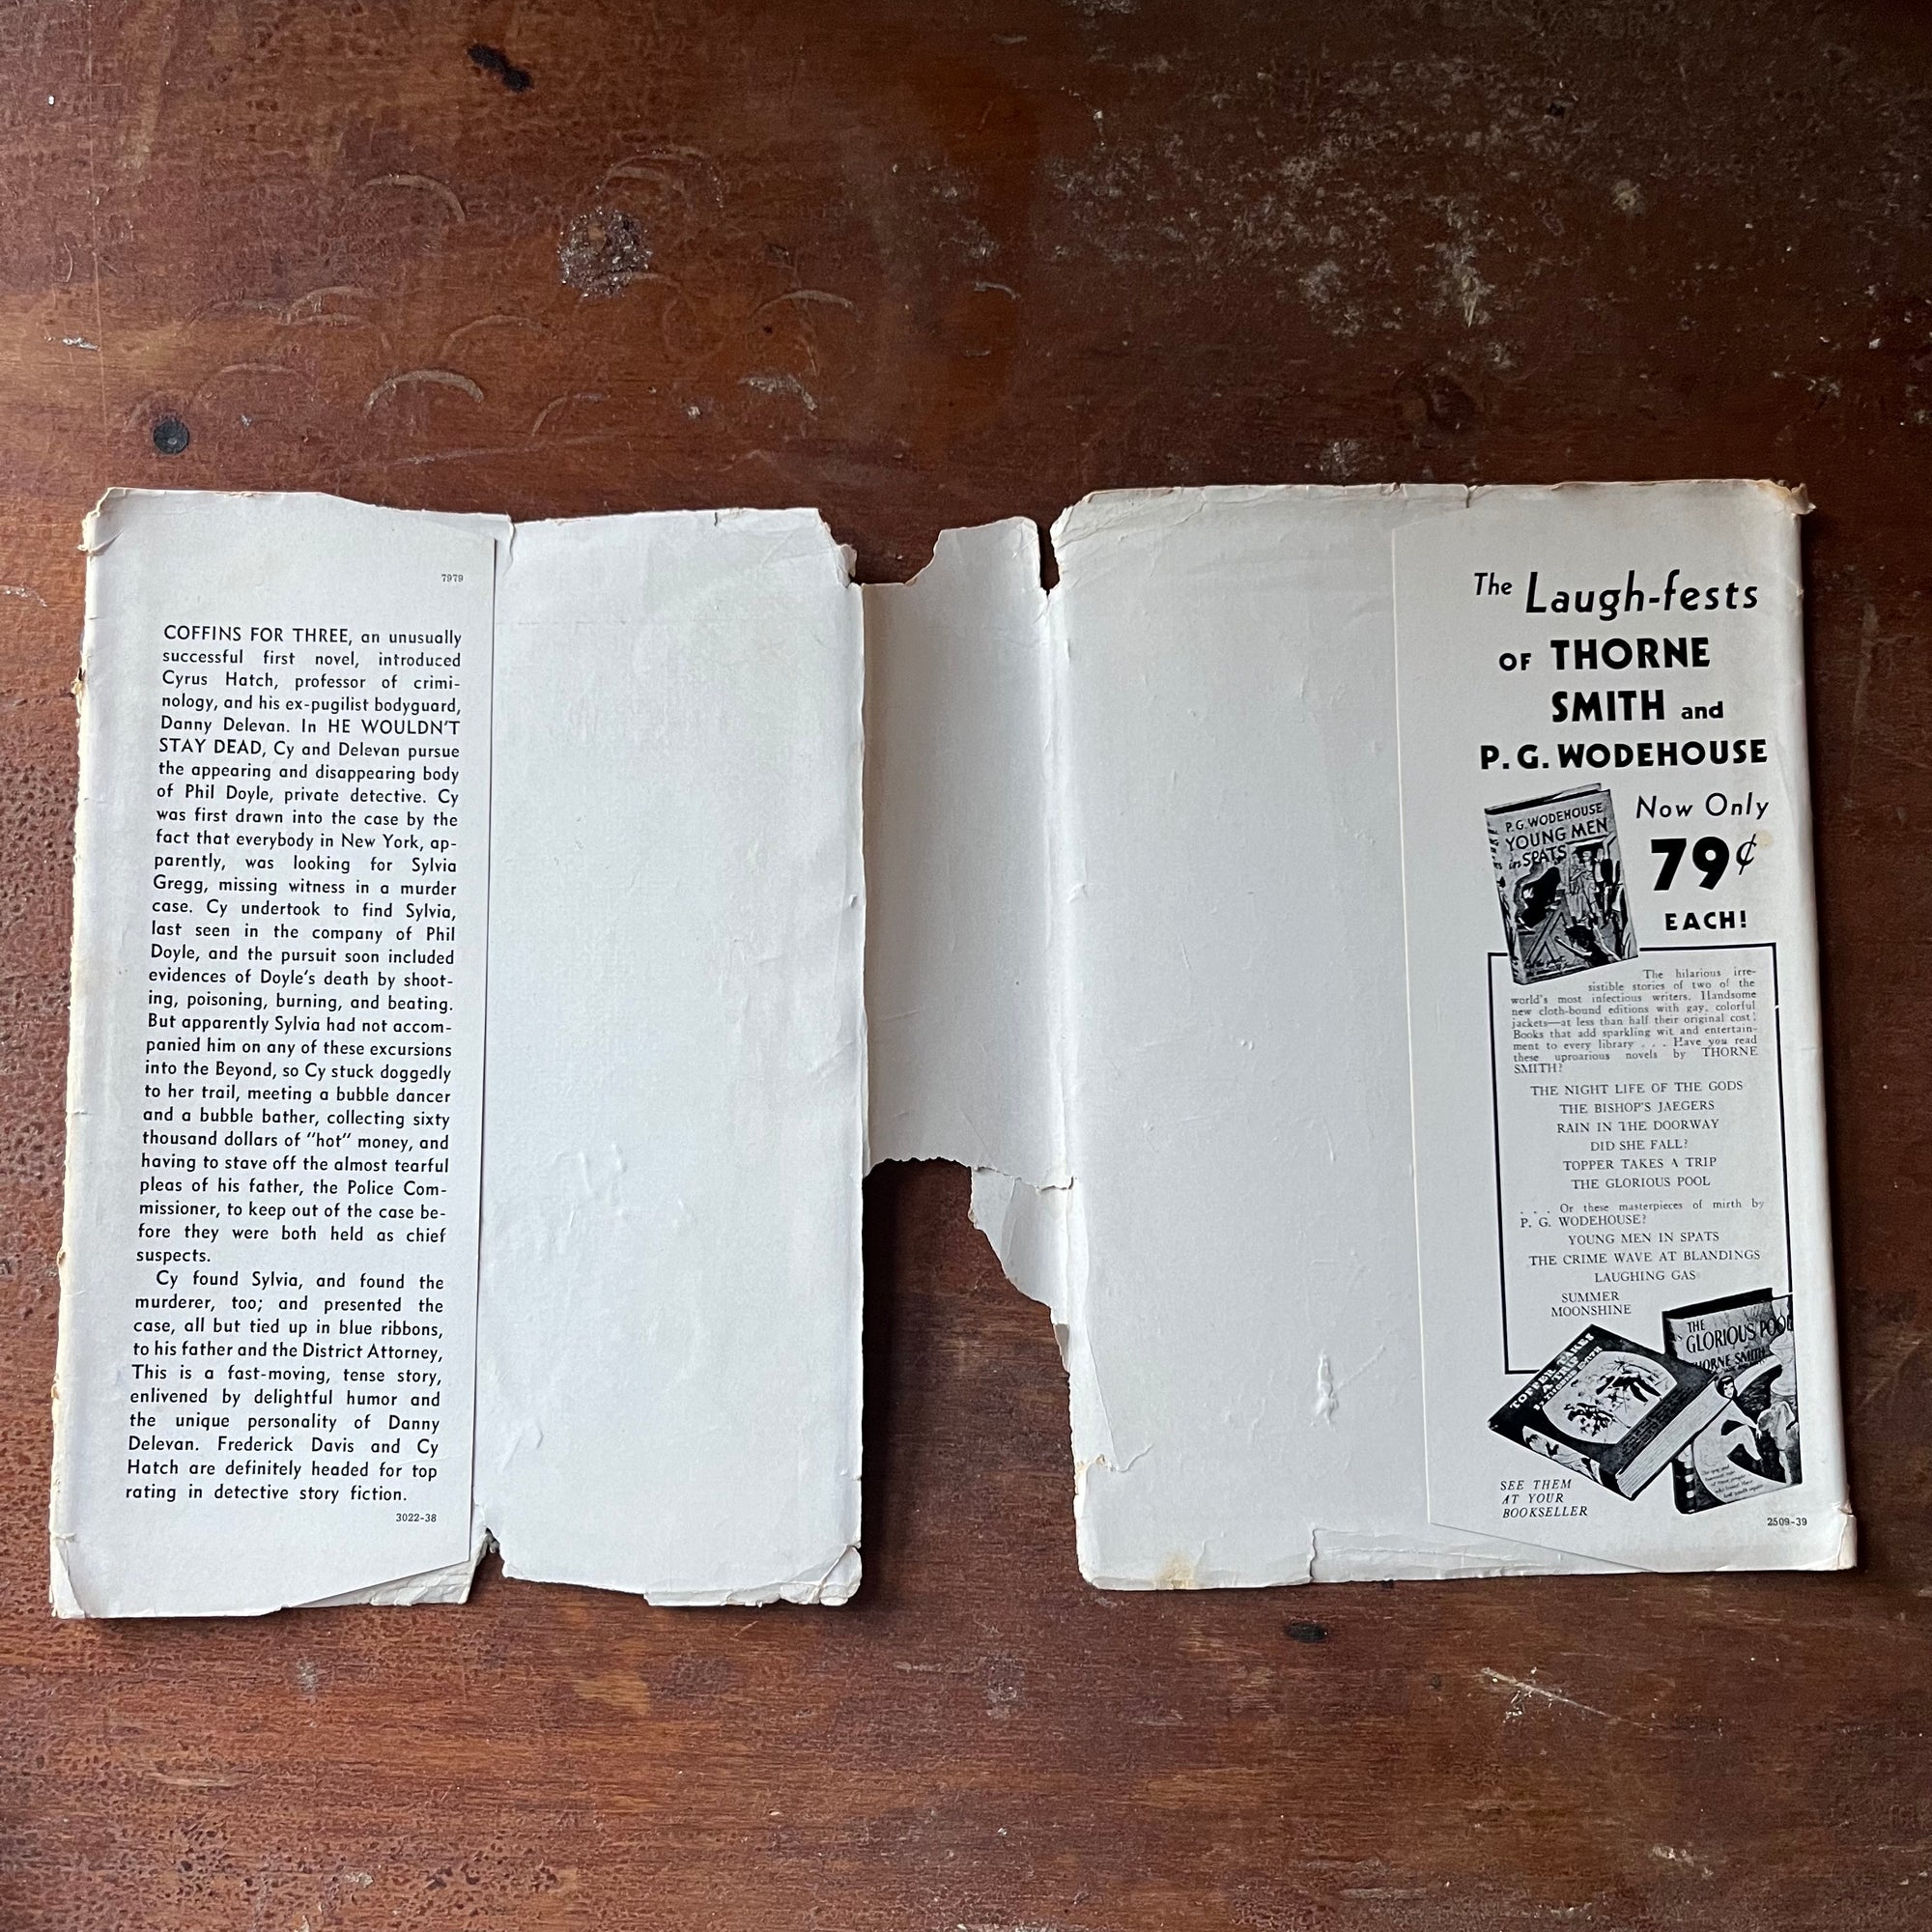 7979
COFFINS FOR THREE, an unusually
successful first novel, introduced
Cyrus Hatch, professor of crimi-
nology, and his ex-pugilist bodyguard,
Danny Delevan. In HE WOULDN'T
STAY DEAD, Cy and Delevan pursue
the appearing and disappearing body
of Phil Doyle, private detective. Cy
was first drawn into the case by the
fact that everybody in New York, ap-
parently, was looking for Sylvia
Gregg, missing witness in a murder
case. Cy undertook to find Sylvia,
last seen in the company of Phil
Doyle, and the pursuit soon included
evidences of Doyle's death by shoot-
ing, poisoning, burning, and beating.
But apparently Sylvia had not accom-
panied him on any of these excursions
into the Beyond, so Cy stuck doggedly
to her trail, meeting a bubble dancer
and a bubble bather, collecting sixty
thousand dollars of "hot" money, and
having to stave off the almost tearful
pleas of his father, the Police Com-
missioner, to keep out of the case be-
fore they were both held as chief
suspects.
Cy found Sylvia, and found the
murderer, too; and presented the
case, all but tied up in blue ribbons,
to his father and the District Attorney,
This is a fast-moving, tense story,
enlivened by delightful humor and
the unique personality of Danny
Delevan. Frederick Davis and Cy
Hatch are definitely headed for top
rating in detective story fiction.
3022-38
The Laugh-fests
OF THORNE
SMITH and
P. G. WODEHOUSE
Now Only
79¢
EACH!
P. G. WODEHOUSE
YOUNG MEN
in SPATS
The hilarious irre-
sistible stories of two of the
world's most infectious writers. Handsome
new cloth-bound editions with gay, colorful
jackets—at less than half their original cost!
Books that add sparkling wit and entertain-
ment to every library . . . Have you read
these uproarious novels by THORNE
SMITH?
THE NIGHT LIFE OF THE GODS
THE BISHOP'S JAEGERS
RAIN IN THE DOORWAY
DID SHE FALL?
TOPPER TAKES A TRIP
THE GLORIOUS POOL
. . . Or these masterpieces of mirth by
P. G. WODEHOUSE?
YOUNG MEN IN SPATS
THE CRIME WAVE AT BLANDINGS
LAUGHING GAS
SUMMER
MOONSHINE
THE
GLORIOUS POOL
THORNE SMITH
TOPPER TAKES
A TRIP
SEE THEM
AT YOUR
BOOKSELLER
2509-39